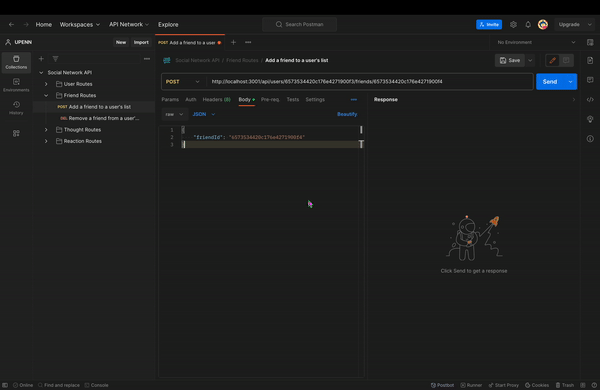 Home Workspaces API Network Explore
Search Postman
Invite
Upgrade
UPENN New Import
POST Add a friend to a user
No Environment
Collections
Environments
History
Social Network API
User Routes
Friend Routes
POST Add a friend to a user's list
DEL Remove a friend from a user'...
Thought Routes
Reaction Routes
Social Network API / Friend Routes / Add a friend to a user's list
Save
POST http://localhost:3001/api/users/6573534420c176e4271900f3/friends/6573534420c176e4271900f4 Send
Params Auth Headers (8) Body Pre-req. Tests Settings
Response
raw JSON Beautify
1 {
2 "friendId": "6573534420c176e4271900f4"
3 }
Click Send to get a response
Online Find and replace Console Postbot Runner Start Proxy Cookies Trash